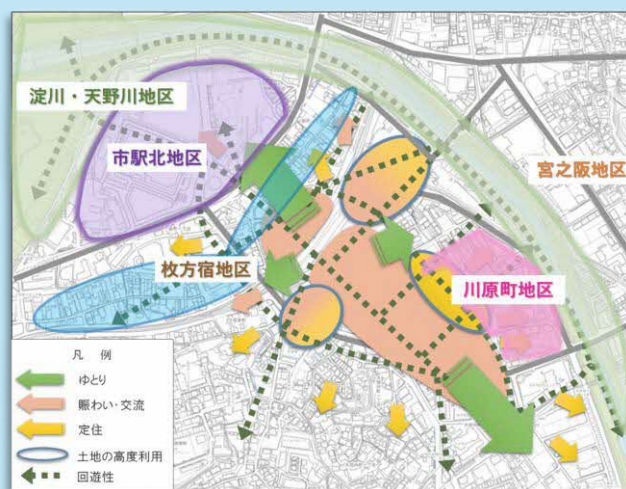 淀川・天野川地区
市駅北地区
宮之阪地区
枚方宿地区
川原町地区
凡 例
ゆとり
賑わい・交流
定住
土地の高度利用
回遊性